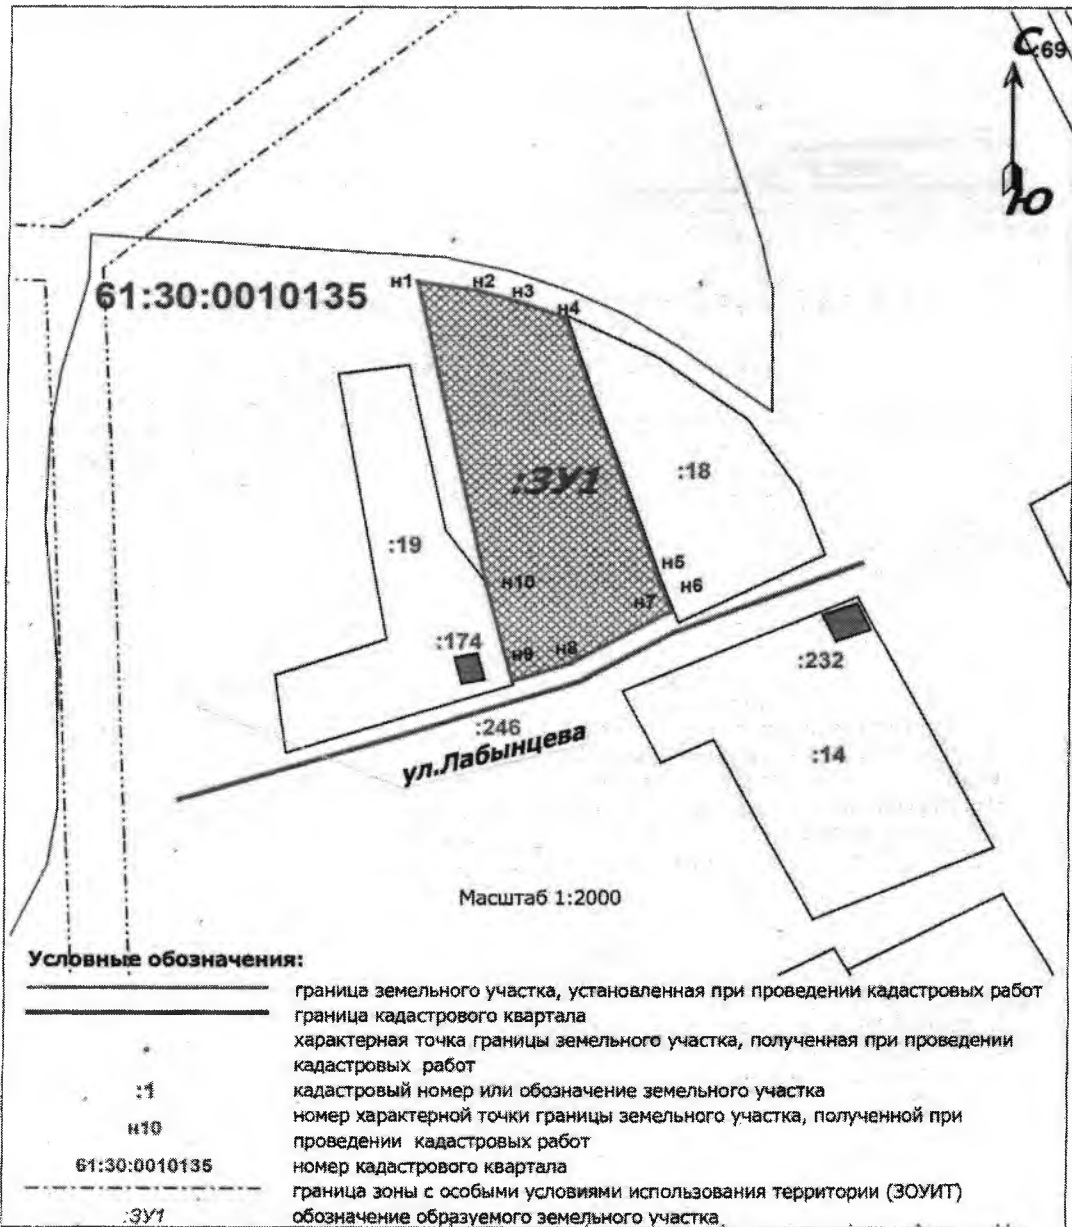 С
:69
Ю
61:30:0010135
н1
н2
н3
н4
:ЗУ1
:18
:19
н5
н6
н10
н7
:174
н9
н8
:232
:246
ул.Лабынцева
:14
Масштаб 1:2000
Условные обозначения:
граница земельного участка, установленная при проведении кадастровых работ
граница кадастрового квартала
характерная точка границы земельного участка, полученная при проведении
кадастровых работ
:1 кадастровый номер или обозначение земельного участка
н10 номер характерной точки границы земельного участка, полученной при
проведении кадастровых работ
61:30:0010135 номер кадастрового квартала
граница зоны с особыми условиями использования территории (ЗОУИТ)
:ЗУ1 обозначение образуемого земельного участка